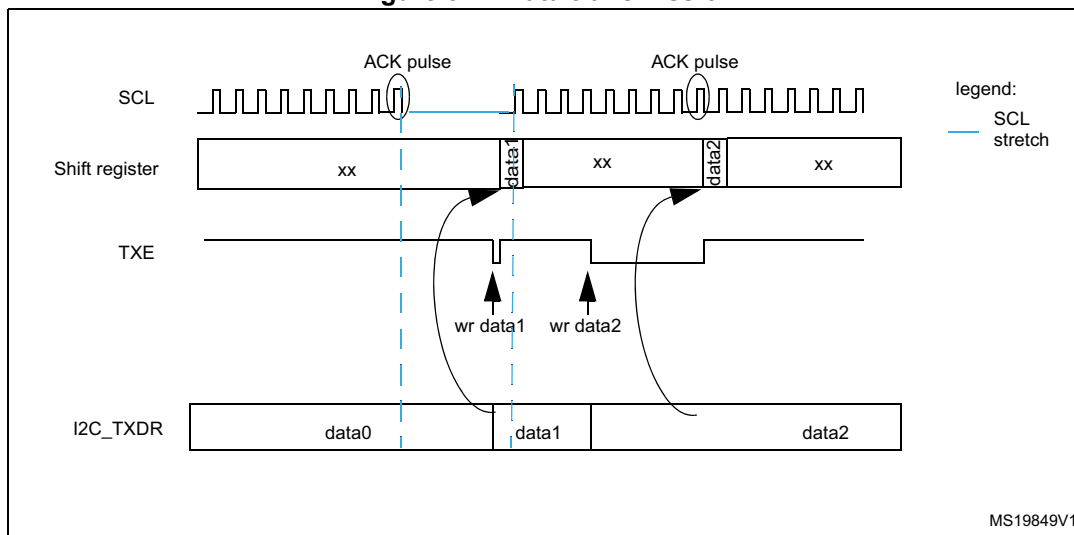 ACK pulse
ACK pulse
SCL
legend:
SCL
stretch
Shift register
xx
data1
xx
data2
xx
TXE
wr data1
wr data2
I2C_TXDR
data0
data1
data2
MS19849V1